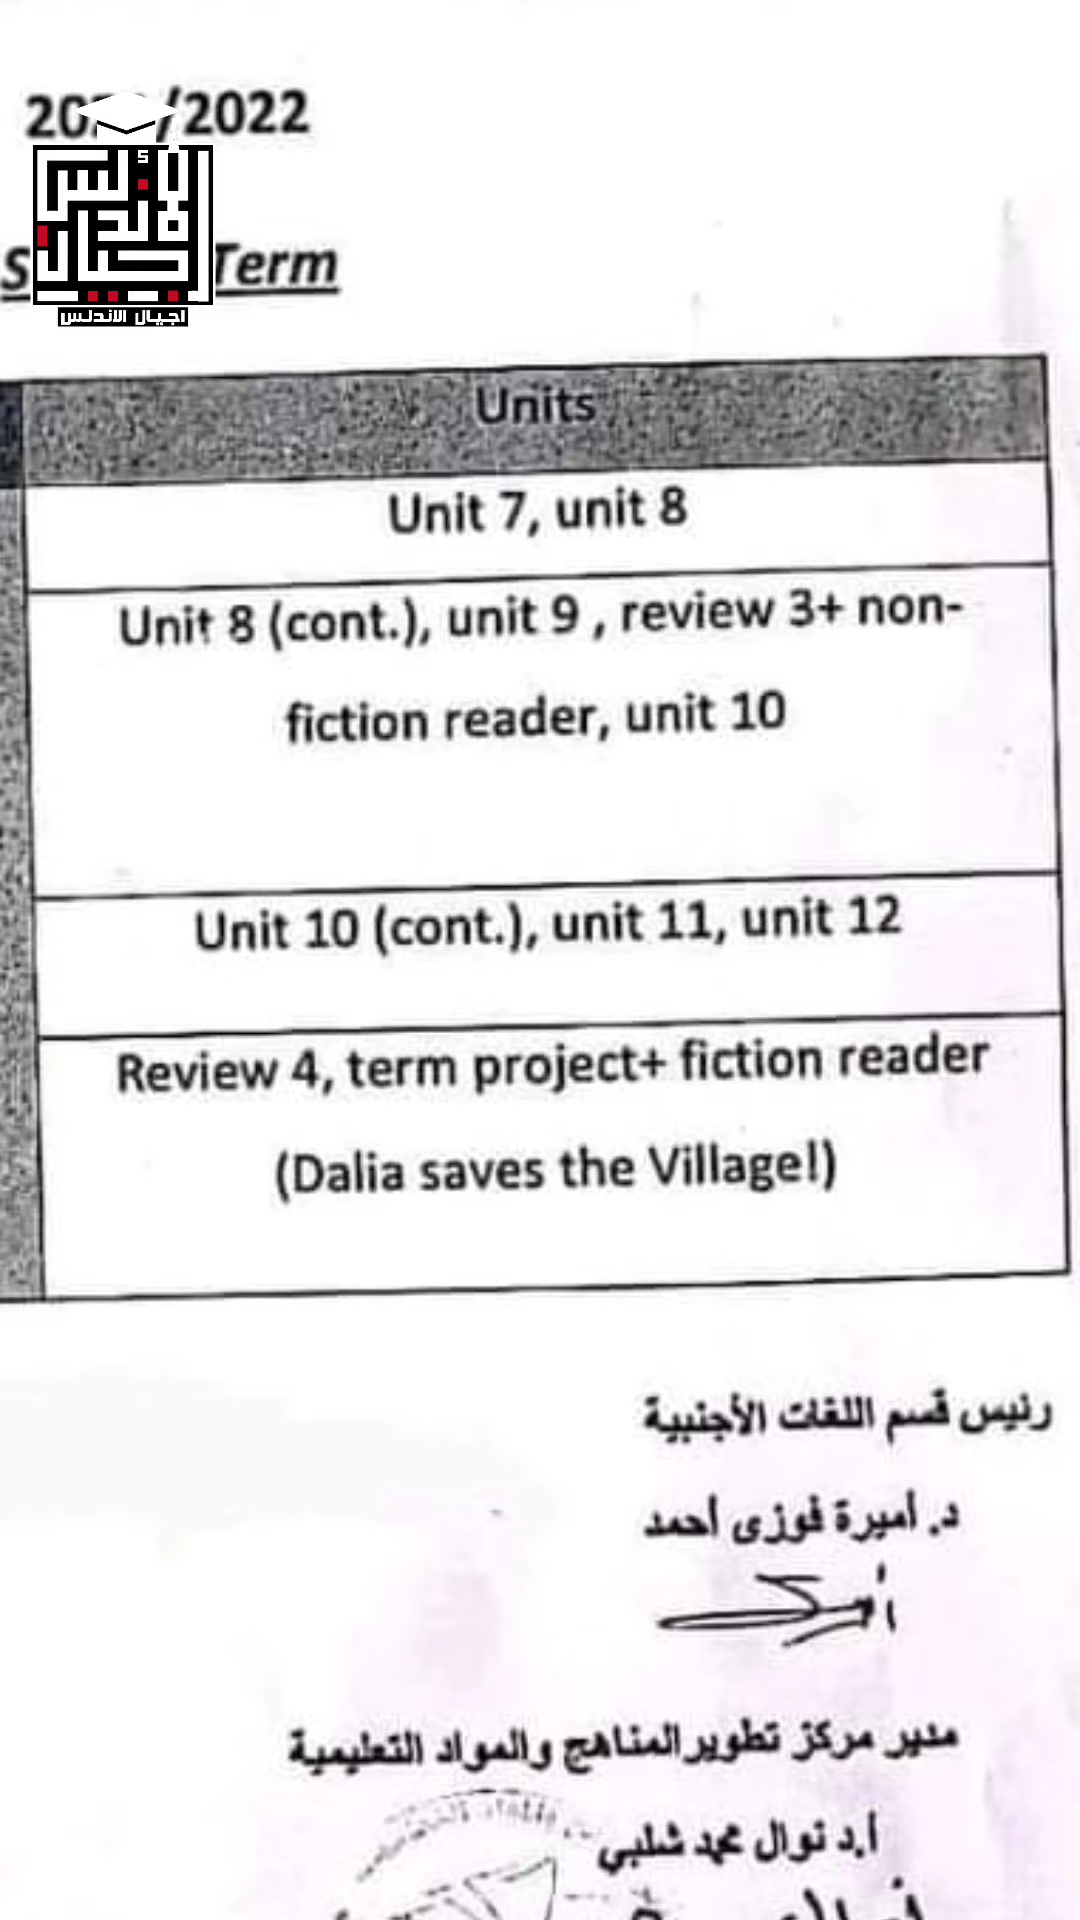 /2022
اجيال الاندلس
Term
Units
Unit 7, unit 8
Unit 8 (cont.), unit 9 , review 3+ non-
fiction reader, unit 10
Unit 10 (cont.), unit 11, unit 12
Review 4, term project+ fiction reader
(Dalia saves the Village!)
رئيس قسم اللغات الأجنبية
د. أميرة فوزى أحمد
مدير مركز تطوير المناهج والمواد التعليمية
أ.د نوال محمد شلبي